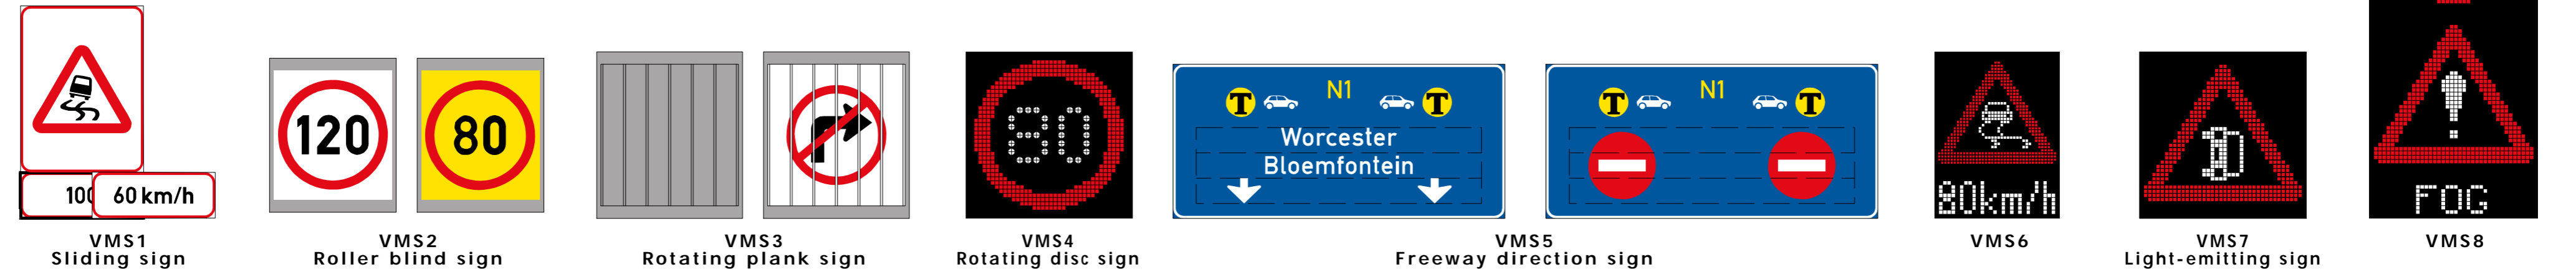 100
60 km/h
VMS1
Sliding sign
120
80
VMS2
Roller blind sign
VMS3
Rotating plank sign
80
VMS4
Rotating disc sign
T
N1
T
Worcester
Bloemfontein
T
N1
T
VMS5
Freeway direction sign
80km/h
VMS6
VMS7
Light-emitting sign
FOG
VMS8